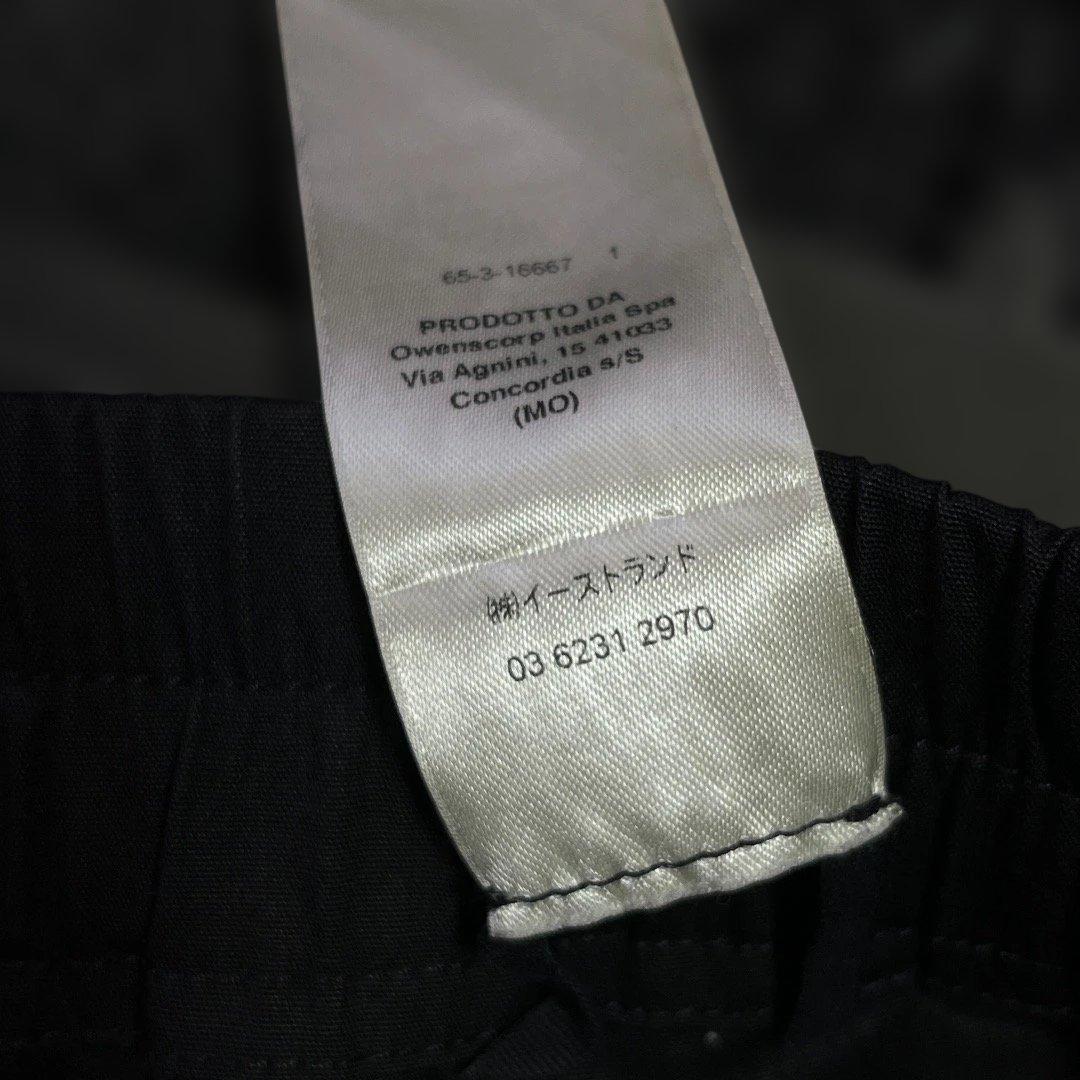 65-3-16667 1
PRODOTTO DA
Owenscorp Italia Spa
Via Agnini, 15 41033
Concordia s/S
(MO)
㈱イーストランド
03 6231 2970